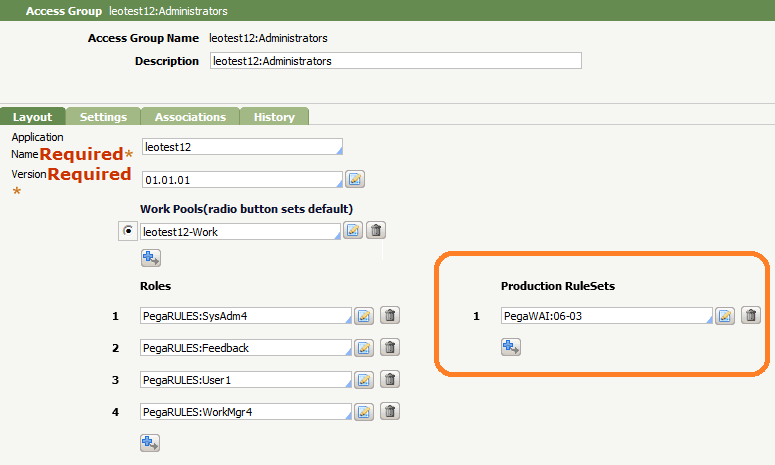 Access Group leotest12:Administrators
Access Group Name leotest12:Administrators
Description leotest12:Administrators
Layout Settings Associations History
Application
Name Required*
leotest12
Version Required
*
01.01.01
Work Pools(radio button sets default)
leotest12-Work
Roles
1 PegaRULES:SysAdm4
2 PegaRULES:Feedback
3 PegaRULES:User1
4 PegaRULES:WorkMgr4
Production RuleSets
1 PegaWAI:06-03